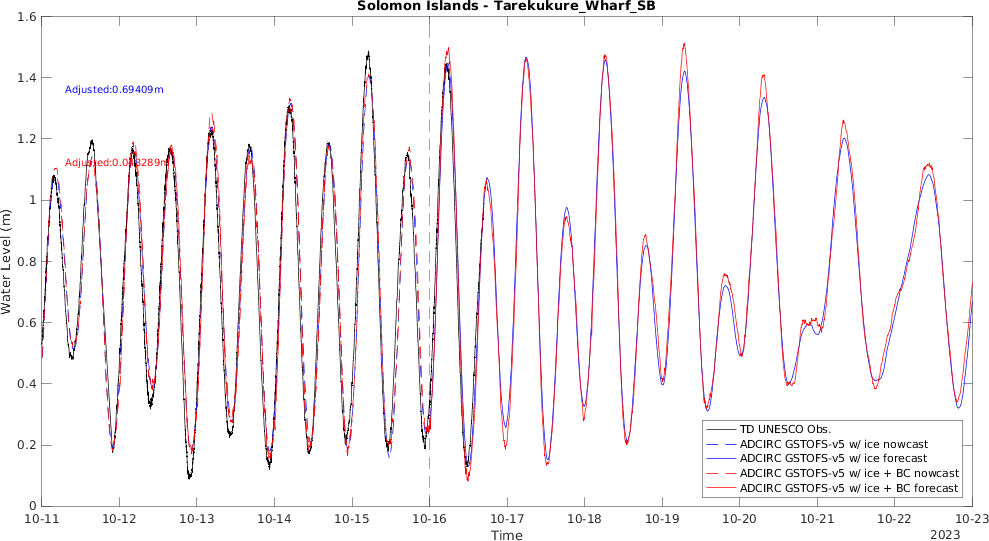 Solomon Islands - Tarekukure_Wharf_SB
1.6
1.4
1.2
1
0.8
0.6
0.4
0.2
0
Water Level (m)
Adjusted:0.69409m
TD UNESCO Obs.
ADCIRC GSTOFS-v5 w/ ice nowcast
ADCIRC GSTOFS-v5 w/ ice forecast
ADCIRC GSTOFS-v5 w/ ice + BC nowcast
ADCIRC GSTOFS-v5 w/ ice + BC forecast
10-11 10-12 10-13 10-14 10-15 10-16 10-17 10-18 10-19 10-20 10-21 10-22 10-23
Time
2023